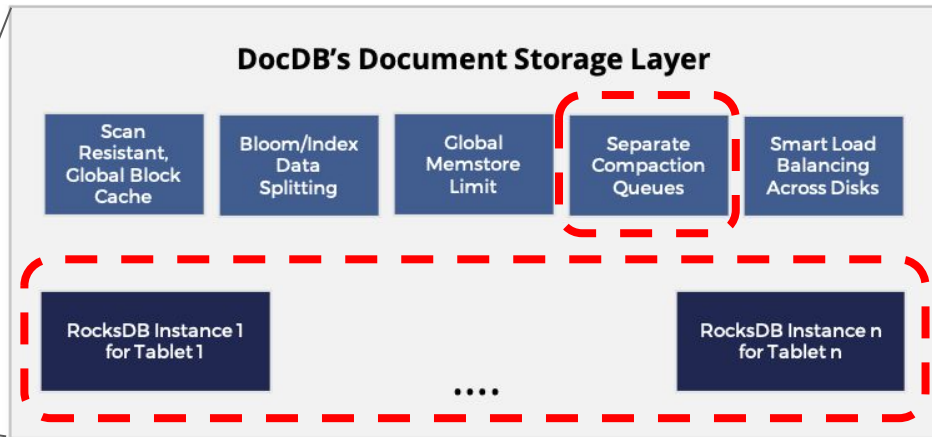 DocDB's Document Storage Layer
Scan
Resistant,
Global Block
Cache
Bloom/Index
Data
Splitting
Global
Memstore
Limit
Separate
Compaction
Queues
Smart Load
Balancing
Across Disks
RocksDB Instance 1
for Tablet 1
....
RocksDB Instance n
for Tablet n